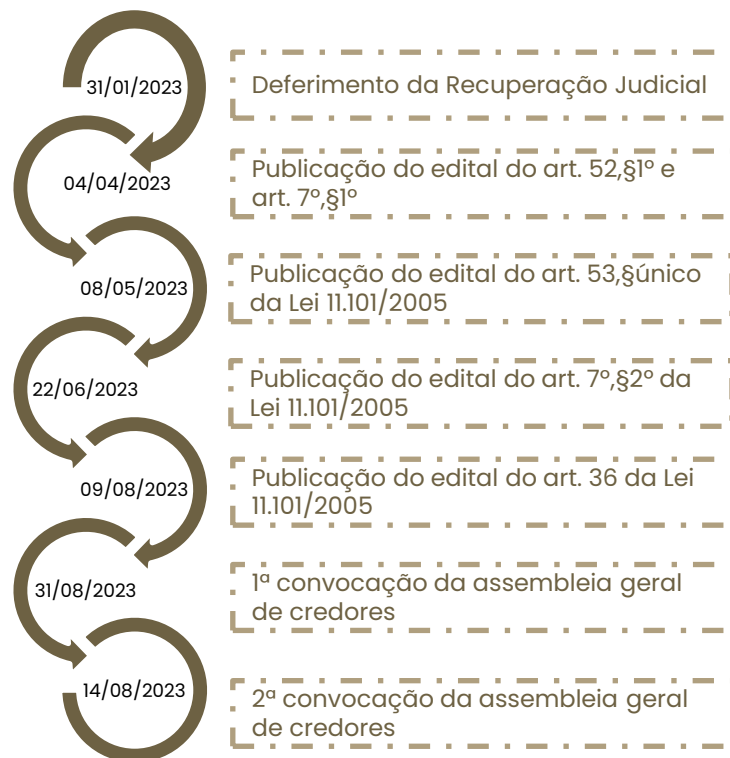 31/01/2023
Deferimento da Recuperação Judicial
04/04/2023
Publicação do edital do art. 52,§1º e
art. 7º,§1º
08/05/2023
Publicação do edital do art. 53,§único
da Lei 11.101/2005
22/06/2023
Publicação do edital do art. 7º,§2º da
Lei 11.101/2005
09/08/2023
Publicação do edital do art. 36 da Lei
11.101/2005
31/08/2023
1ª convocação da assembleia geral
de credores
14/08/2023
2ª convocação da assembleia geral
de credores